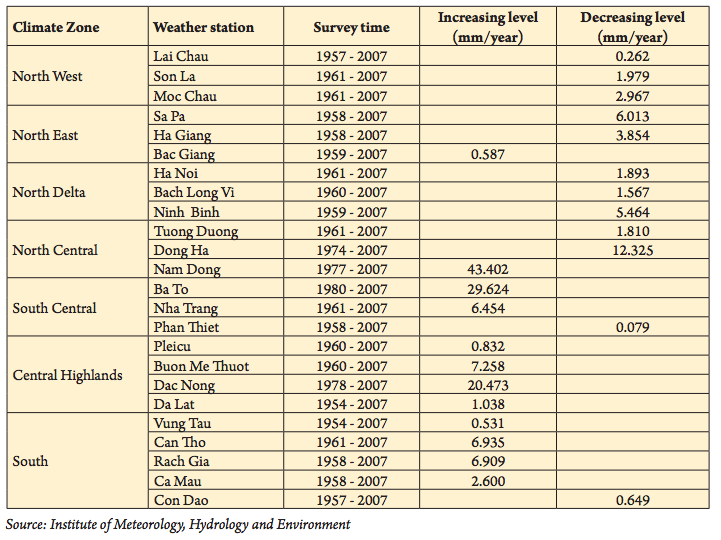 Climate Zone Weather station Survey time Increasing level (mm/year) Decreasing level (mm/year)
North West
Lai Chau 1957 - 2007 0.262
Son La 1961 - 2007 1.979
Moc Chau 1961 - 2007 2.967
North East
Sa Pa 1958 - 2007 6.013
Ha Giang 1958 - 2007 3.854
Bac Giang 1959 - 2007 0.587
North Delta
Ha Noi 1961 - 2007 1.893
Bach Long Vi 1960 - 2007 1.567
Ninh Binh 1959 - 2007 5.464
North Central
Tuong Duong 1961 - 2007 1.810
Dong Ha 1974 - 2007 12.325
Nam Dong 1977 - 2007 43.402
South Central
Ba To 1980 - 2007 29.624
Nha Trang 1961 - 2007 6.454
Phan Thiet 1958 - 2007 0.079
Central Highlands
Pleicu 1960 - 2007 0.832
Buon Me Thuot 1960 - 2007 7.258
Dac Nong 1978 - 2007 20.473
Da Lat 1954 - 2007 1.038
South
Vung Tau 1954 - 2007 0.531
Can Tho 1961 - 2007 6.935
Rach Gia 1958 - 2007 6.909
Ca Mau 1958 - 2007 2.600
Con Dao 1957 - 2007 0.649
Source: Institute of Meteorology, Hydrology and Environment